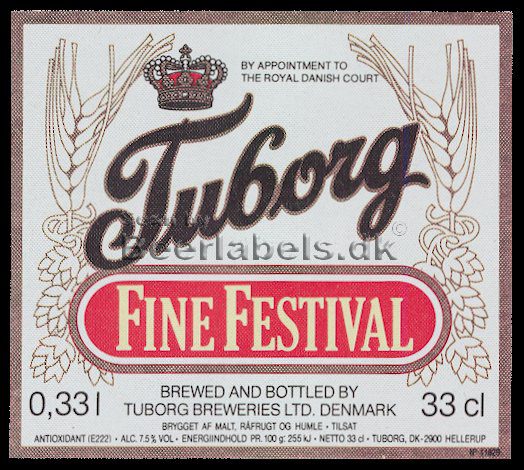 BY APPOINTMENT TO
THE ROYAL DANISH COURT
Tuborg
Beerlabels.dk
©
FINE FESTIVAL
0,33 l
BREWED AND BOTTLED BY
TUBORG BREWERIES LTD. DENMARK
33 cl
BRYGGET AF MALT, RÅFRUGT OG HUMLE • TILSAT
ANTIOXIDANT (E222) • ALC. 7.5% VOL • ENERGIINDHOLD PR. 100 g: 255 kJ • NETTO 33 cl • TUBORG, DK-2900 HELLERUP